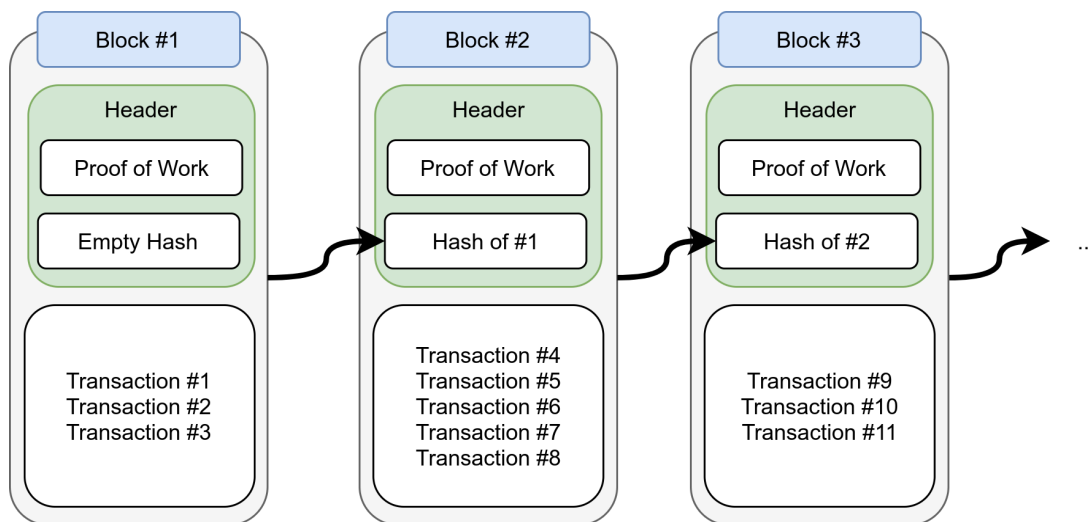 Block #1
Header
Proof of Work
Empty Hash
Transaction #1
Transaction #2
Transaction #3
Block #2
Header
Proof of Work
Hash of #1
Transaction #4
Transaction #5
Transaction #6
Transaction #7
Transaction #8
Block #3
Header
Proof of Work
Hash of #2
Transaction #9
Transaction #10
Transaction #11
..